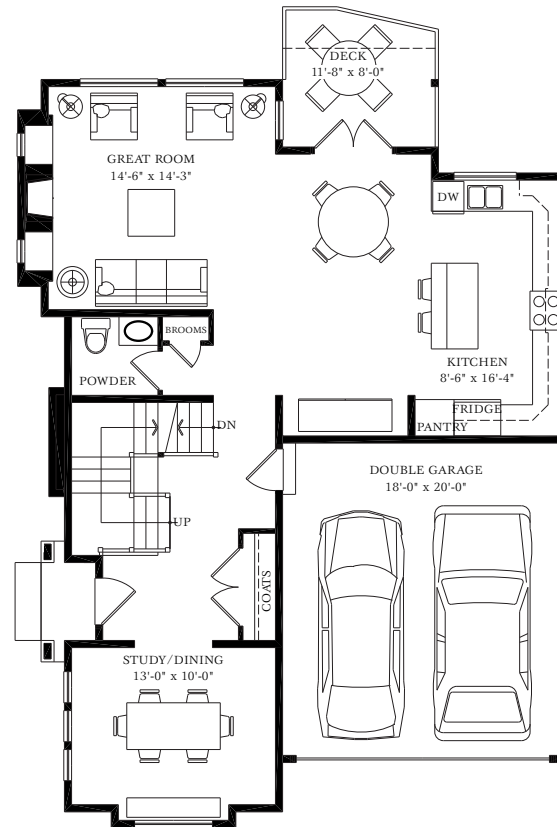 DECK
11'-8" x 8'-0"
GREAT ROOM
14'-6" x 14'-3"
DW
BROOMS
KITCHEN
8'-6" x 16'-4"
POWDER
FRIDGE
PANTRY
DN
DOUBLE GARAGE
18'-0" x 20'-0"
UP
COATS
STUDY/DINING
13'-0" x 10'-0"